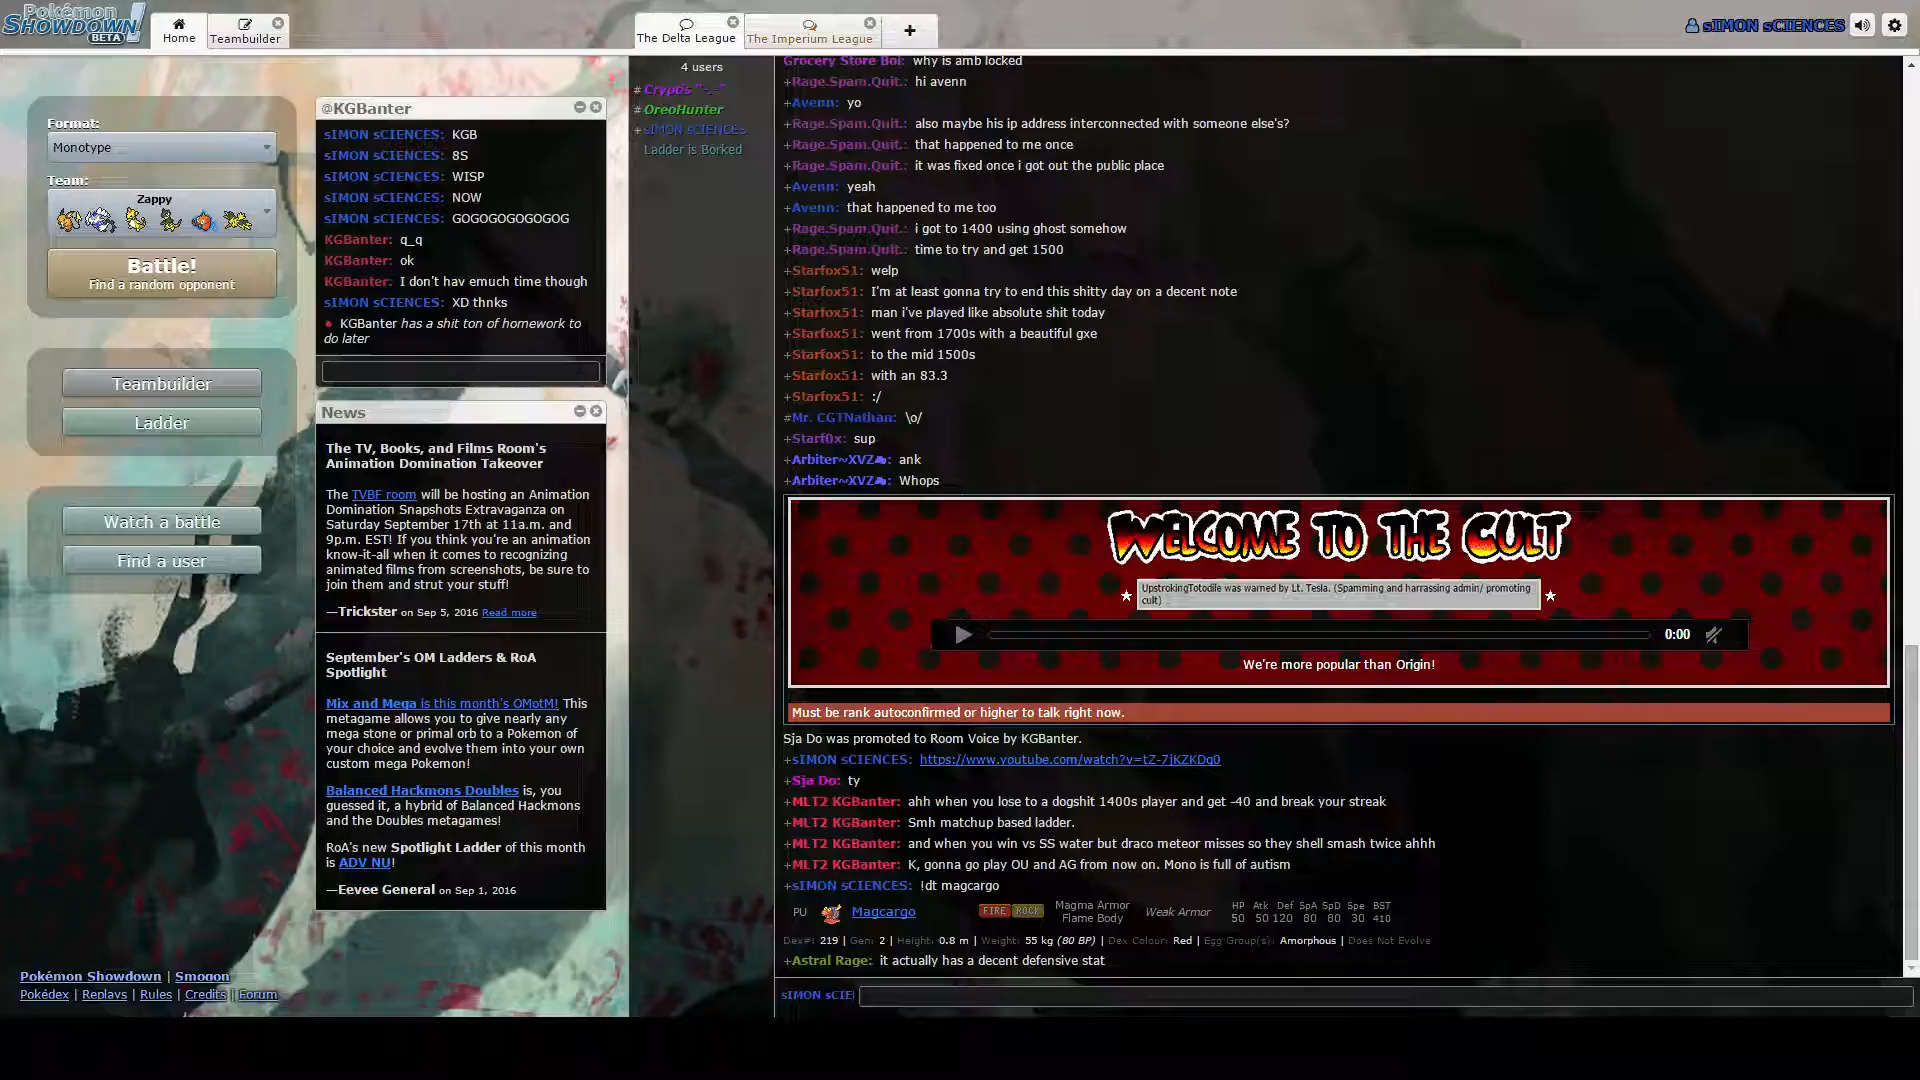 Pokémon
SHOWDOWN!
BETA
Home
Teambuilder
The Delta League
The Imperium League
+
sIMON sCIENCES
Format:
Monotype
Team:
Zappy
Battle!
Find a random opponent
Teambuilder
Ladder
Watch a battle
Find a user
Pokémon Showdown | Smogon
Pokédex | Replays | Rules | Credits | Forum
@KGBanter
sIMON sCIENCES: KGB
sIMON sCIENCES: 8S
sIMON sCIENCES: WISP
sIMON sCIENCES: NOW
sIMON sCIENCES: GOGOGOGOGOGOG
KGBanter: q_q
KGBanter: ok
KGBanter: I don't hav emuch time though
sIMON sCIENCES: XD thnks
• KGBanter has a shit ton of homework to
do later
News
The TV, Books, and Films Room's
Animation Domination Takeover
The TVBF room will be hosting an Animation
Domination Snapshots Extravaganza on
Saturday September 17th at 11a.m. and
9p.m. EST! If you think you're an animation
know-it-all when it comes to recognizing
animated films from screenshots, be sure to
join them and strut your stuff!
—Trickster on Sep 5, 2016 Read more
September's OM Ladders & RoA
Spotlight
Mix and Mega is this month's OMotM! This
metagame allows you to give nearly any
mega stone or primal orb to a Pokemon of
your choice and evolve them into your own
custom mega Pokemon!
Balanced Hackmons Doubles is, you
guessed it, a hybrid of Balanced Hackmons
and the Doubles metagames!
RoA's new Spotlight Ladder of this month
is ADV NU!
—Eevee General on Sep 1, 2016
4 users
#Cryptis "-.-"
#OreoHunter
+sIMON sCIENCES
Ladder is Borked
Grocery Store Boi: why is amb locked
+Rage.Spam.Quit.: hi avenn
+Avenn: yo
+Rage.Spam.Quit.: also maybe his ip address interconnected with someone else's?
+Rage.Spam.Quit.: that happened to me once
+Rage.Spam.Quit.: it was fixed once i got out the public place
+Avenn: yeah
+Avenn: that happened to me too
+Rage.Spam.Quit.: i got to 1400 using ghost somehow
+Rage.Spam.Quit.: time to try and get 1500
+Starfox51: welp
+Starfox51: I'm at least gonna try to end this shitty day on a decent note
+Starfox51: man i've played like absolute shit today
+Starfox51: went from 1700s with a beautiful gxe
+Starfox51: to the mid 1500s
+Starfox51: with an 83.3
+Starfox51: :/
#Mr. CGTNathan: \o/
+Starf0x: sup
+Arbiter~XVZ☁: ank
+Arbiter~XVZ☁: Whops
WELCOME TO THE CULT
UpstrokingTotodile was warned by Lt. Tesla. (Spamming and harrassing admin/ promoting
cult)
0:00
We're more popular than Origin!
Must be rank autoconfirmed or higher to talk right now.
Sja Do was promoted to Room Voice by KGBanter.
+sIMON sCIENCES: https://www.youtube.com/watch?v=tZ-7jKZKDg0
+Sja Do: ty
+MLT2 KGBanter: ahh when you lose to a dogshit 1400s player and get -40 and break your streak
+MLT2 KGBanter: Smh matchup based ladder.
+MLT2 KGBanter: and when you win vs SS water but draco meteor misses so they shell smash twice ahhh
+MLT2 KGBanter: K, gonna go play OU and AG from now on. Mono is full of autism
+sIMON sCIENCES: !dt magcargo
PU Magcargo FIRE ROCK Magma Armor Flame Body Weak Armor HP 50 Atk 50 Def 120 SpA 80 SpD 80 Spe 30 BST 410
Dex#: 219 | Gen: 2 | Height: 0.8 m | Weight: 55 kg (80 BP) | Dex Colour: Red | Egg Group(s): Amorphous | Does Not Evolve
+Astral Rage: it actually has a decent defensive stat
sIMON sCIE